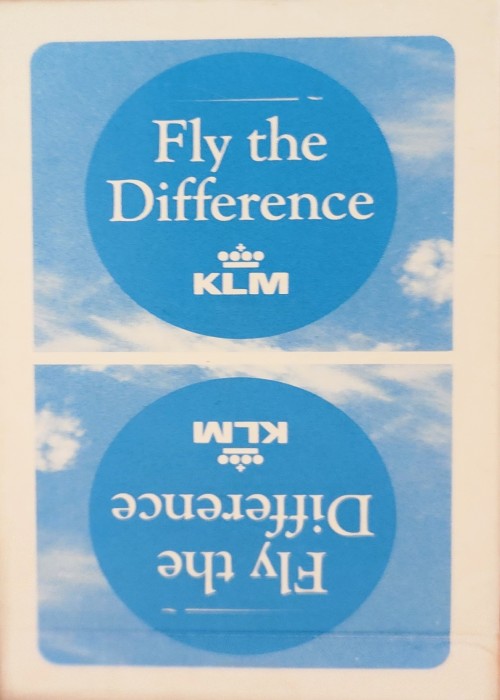 Fly the
Difference
KLM
Fly the
Difference
KLM